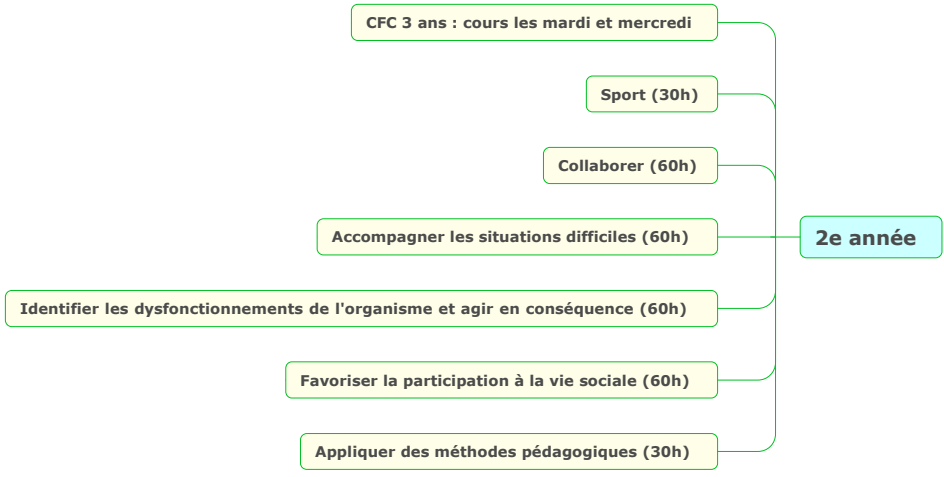 CFC 3 ans : cours les mardi et mercredi
Sport (30h)
Collaborer (60h)
Accompagner les situations difficiles (60h)
2e année
Identifier les dysfonctionnements de l'organisme et agir en conséquence (60h)
Favoriser la participation à la vie sociale (60h)
Appliquer des méthodes pédagogiques (30h)